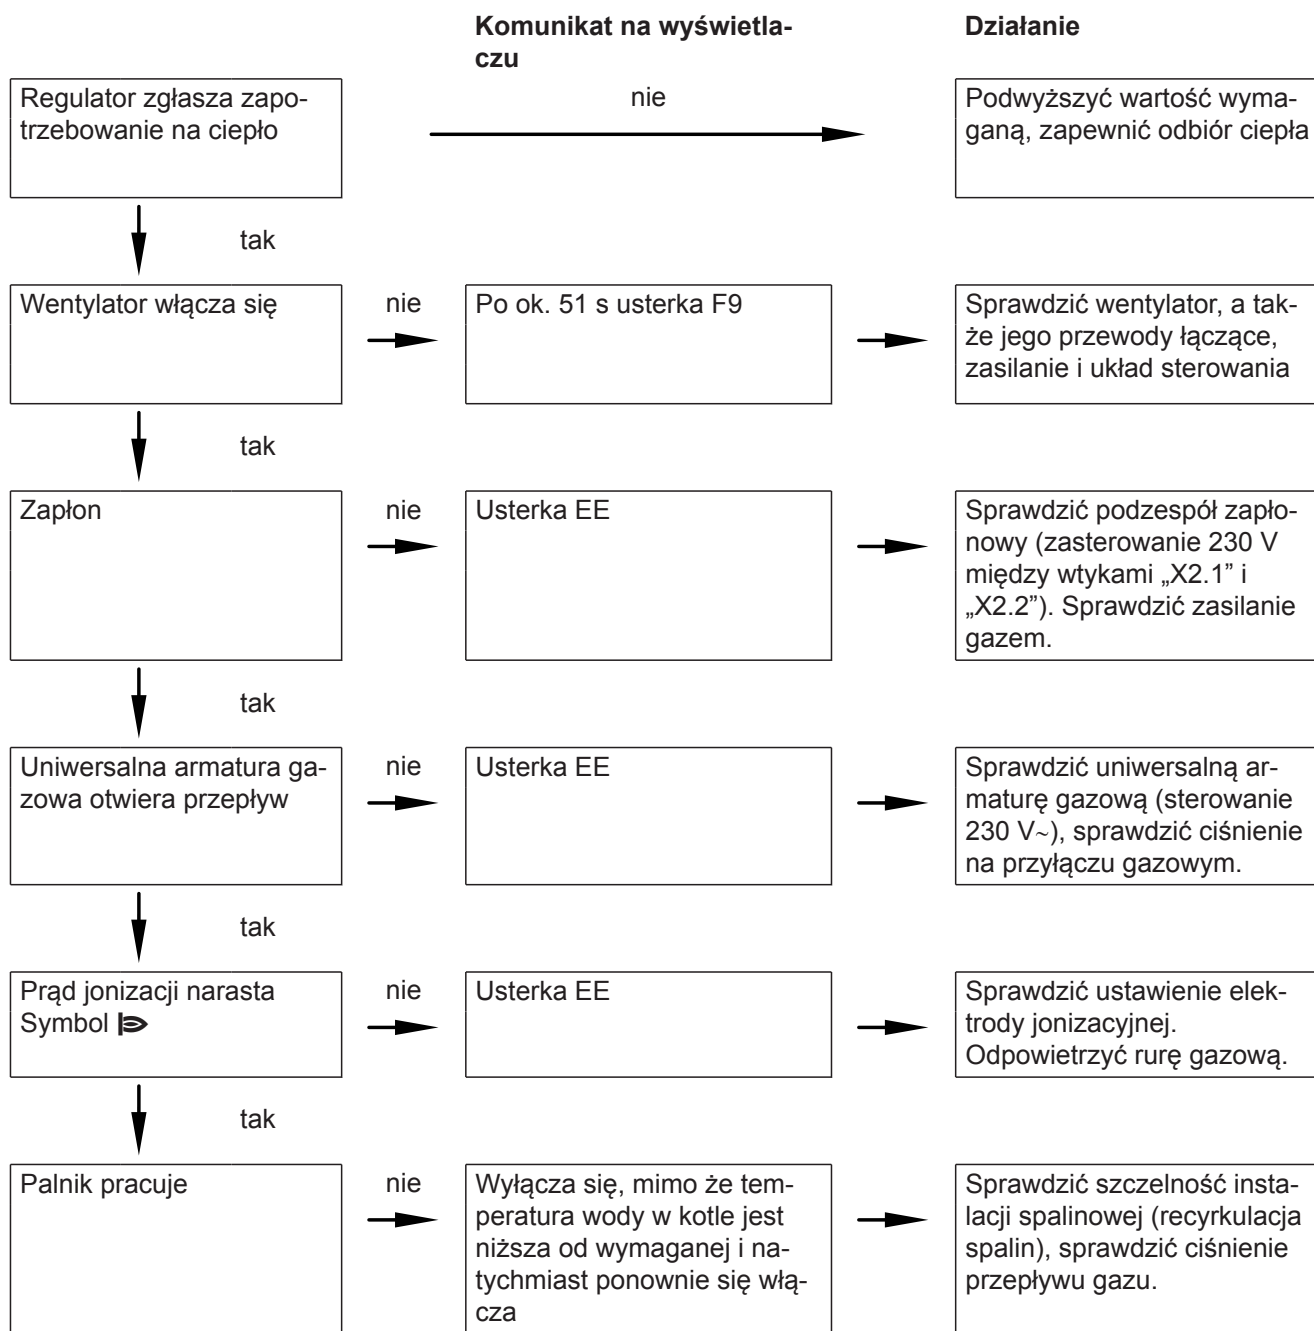 Komunikat na wyświetla-
czu
Działanie
Regulator zgłasza zapo-
trzebowanie na ciepło
nie
Podwyższyć wartość wyma-
ganą, zapewnić odbiór ciepła
tak
Wentylator włącza się
nie
Po ok. 51 s usterka F9
Sprawdzić wentylator, a tak-
że jego przewody łączące,
zasilanie i układ sterowania
tak
Zapłon
nie
Usterka EE
Sprawdzić podzespół zapło-
nowy (zasterowanie 230 V
między wtykami „X2.1” i
„X2.2”). Sprawdzić zasilanie
gazem.
tak
Uniwersalna armatura ga-
zowa otwiera przepływ
nie
Usterka EE
Sprawdzić uniwersalną ar-
maturę gazową (sterowanie
230 V~), sprawdzić ciśnienie
na przyłączu gazowym.
tak
Prąd jonizacji narasta
Symbol
nie
Usterka EE
Sprawdzić ustawienie elek-
trody jonizacyjnej.
Odpowietrzyć rurę gazową.
tak
Palnik pracuje
nie
Wyłącza się, mimo że tem-
peratura wody w kotle jest
niższa od wymaganej i na-
tychmiast ponownie się włą-
cza
Sprawdzić szczelność insta-
lacji spalinowej (recyrkulacja
spalin), sprawdzić ciśnienie
przepływu gazu.